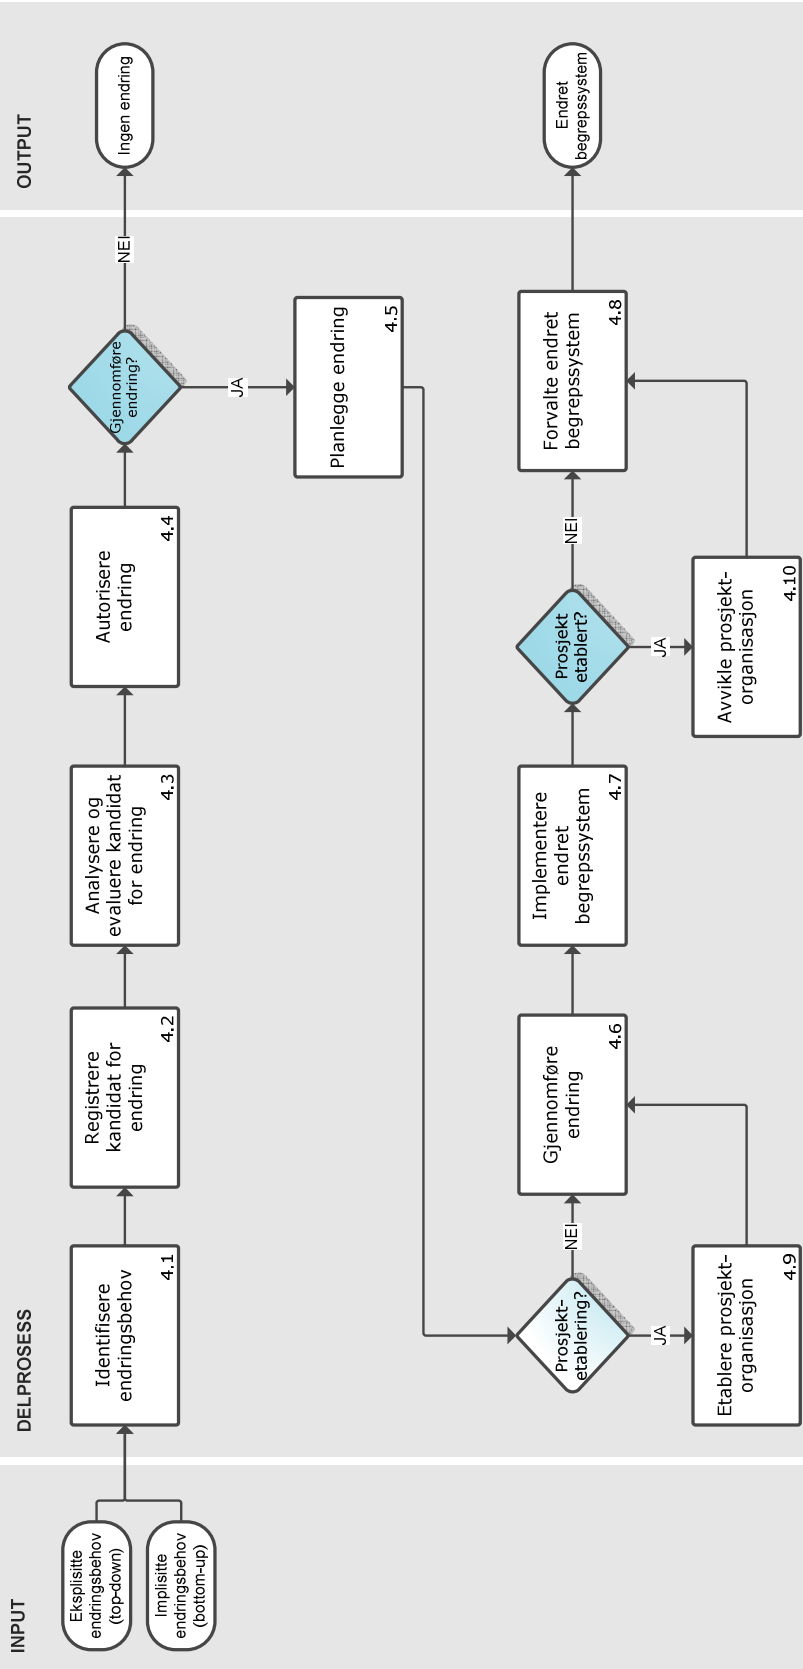 INPUT
DELPROSESS
OUTPUT
Eksplisitte
endringsbehov
(top-down)
Implisitte
endringsbehov
(bottom-up)
Identifisere
endringsbehov
4.1
Registrere
kandidat for
endring
4.2
Analysere og
evaluere kandidat
for endring
4.3
Autorisere
endring
4.4
Gjennomføre
endring?
NEI
Ingen endring
JA
Planlegge endring
4.5
Prosjekt-
etablering?
NEI
JA
Etablere prosjekt-
organisasjon
4.9
Gjennomføre
endring
4.6
Implementere
endret
begrepssystem
4.7
Prosjekt
etablert?
NEI
JA
Avvikle prosjekt-
organisasjon
4.10
Forvalte endret
begrepssystem
4.8
Endret
begrepssystem